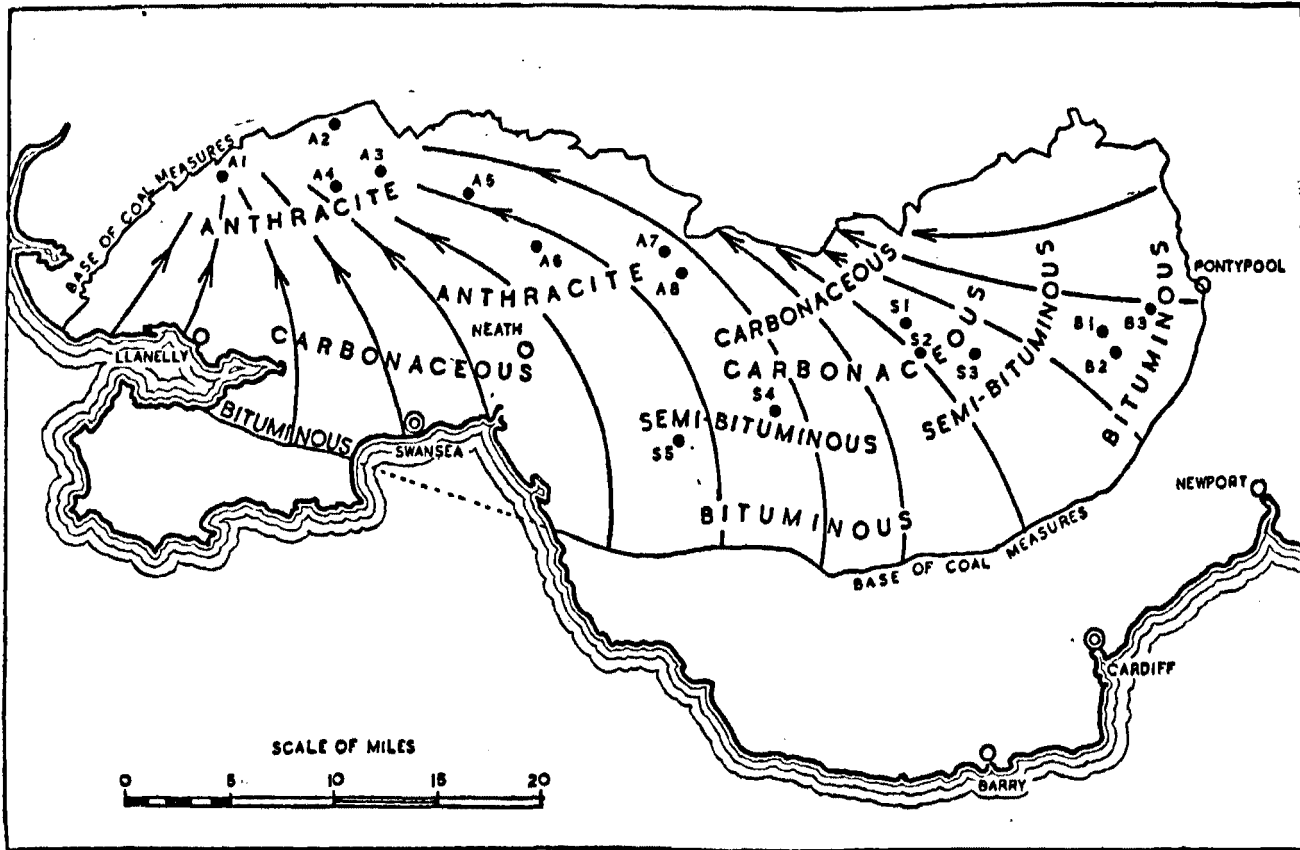 BASE OF COAL MEASURES
A1
A2
A3
A4
A5
ANTHRACITE
A6
A7
A8
ANTHRACITE
CARBONACEOUS
CARBONACEOUS
SEMI-BITUMINOUS
BITUMINOUS
PONTYPOOL
S1
S2
S3
B1
B2
B3
LLANELLY
CARBONACEOUS
NEATH
S4
SEMI-BITUMINOUS
S5
BITUMINOUS
SWANSEA
BITUMINOUS
NEWPORT
BASE OF COAL MEASURES
CARDIFF
BARRY
SCALE OF MILES
0 5 10 15 20